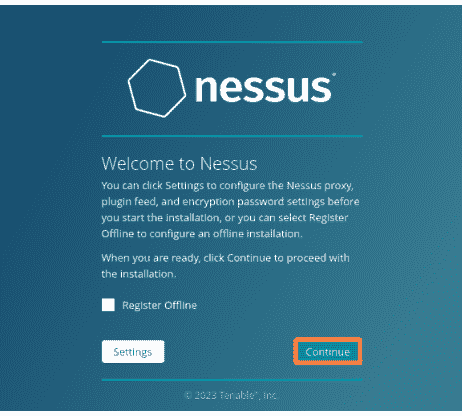 nessus®
Welcome to Nessus
You can click Settings to configure the Nessus proxy,
plugin feed, and encryption password settings before
you start the installation, or you can select Register
Offline to configure an offline installation.
When you are ready, click Continue to proceed with
the installation.
Register Offline
Settings
Continue
© 2023 Tenable®, Inc